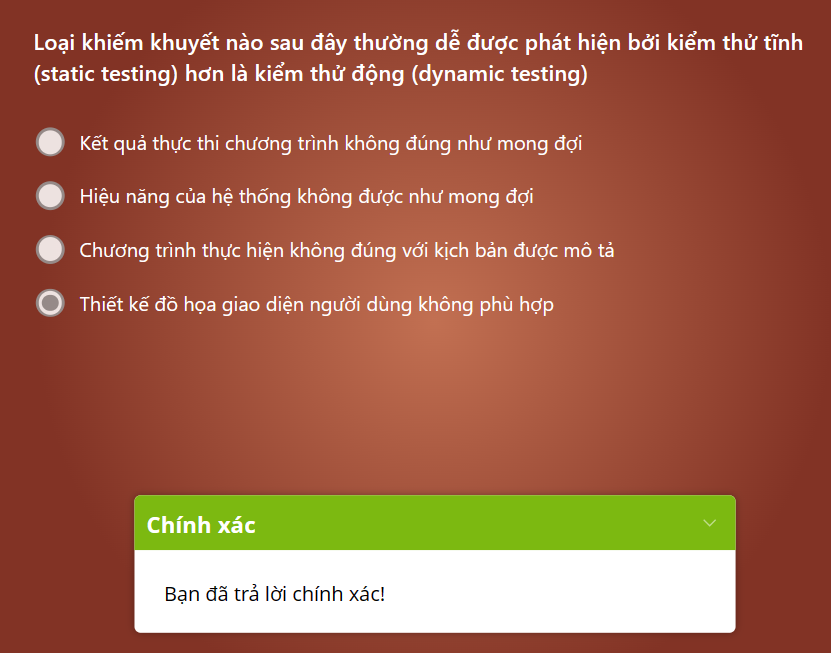 Loại khiếm khuyết nào sau đây thường dễ được phát hiện bởi kiểm thử tĩnh
(static testing) hơn là kiểm thử động (dynamic testing)
Kết quả thực thi chương trình không đúng như mong đợi
Hiệu năng của hệ thống không được như mong đợi
Chương trình thực hiện không đúng với kịch bản được mô tả
Thiết kế đồ họa giao diện người dùng không phù hợp
Chính xác
Bạn đã trả lời chính xác!